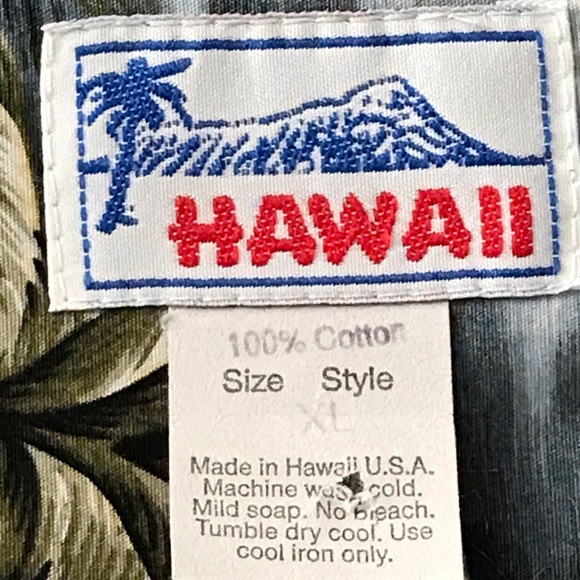 HAWAII
100% Cotton
Size Style
XL
Made in Hawaii U.S.A.
Machine wash cold.
Mild soap. No Bleach.
Tumble dry cool. Use
cool iron only.